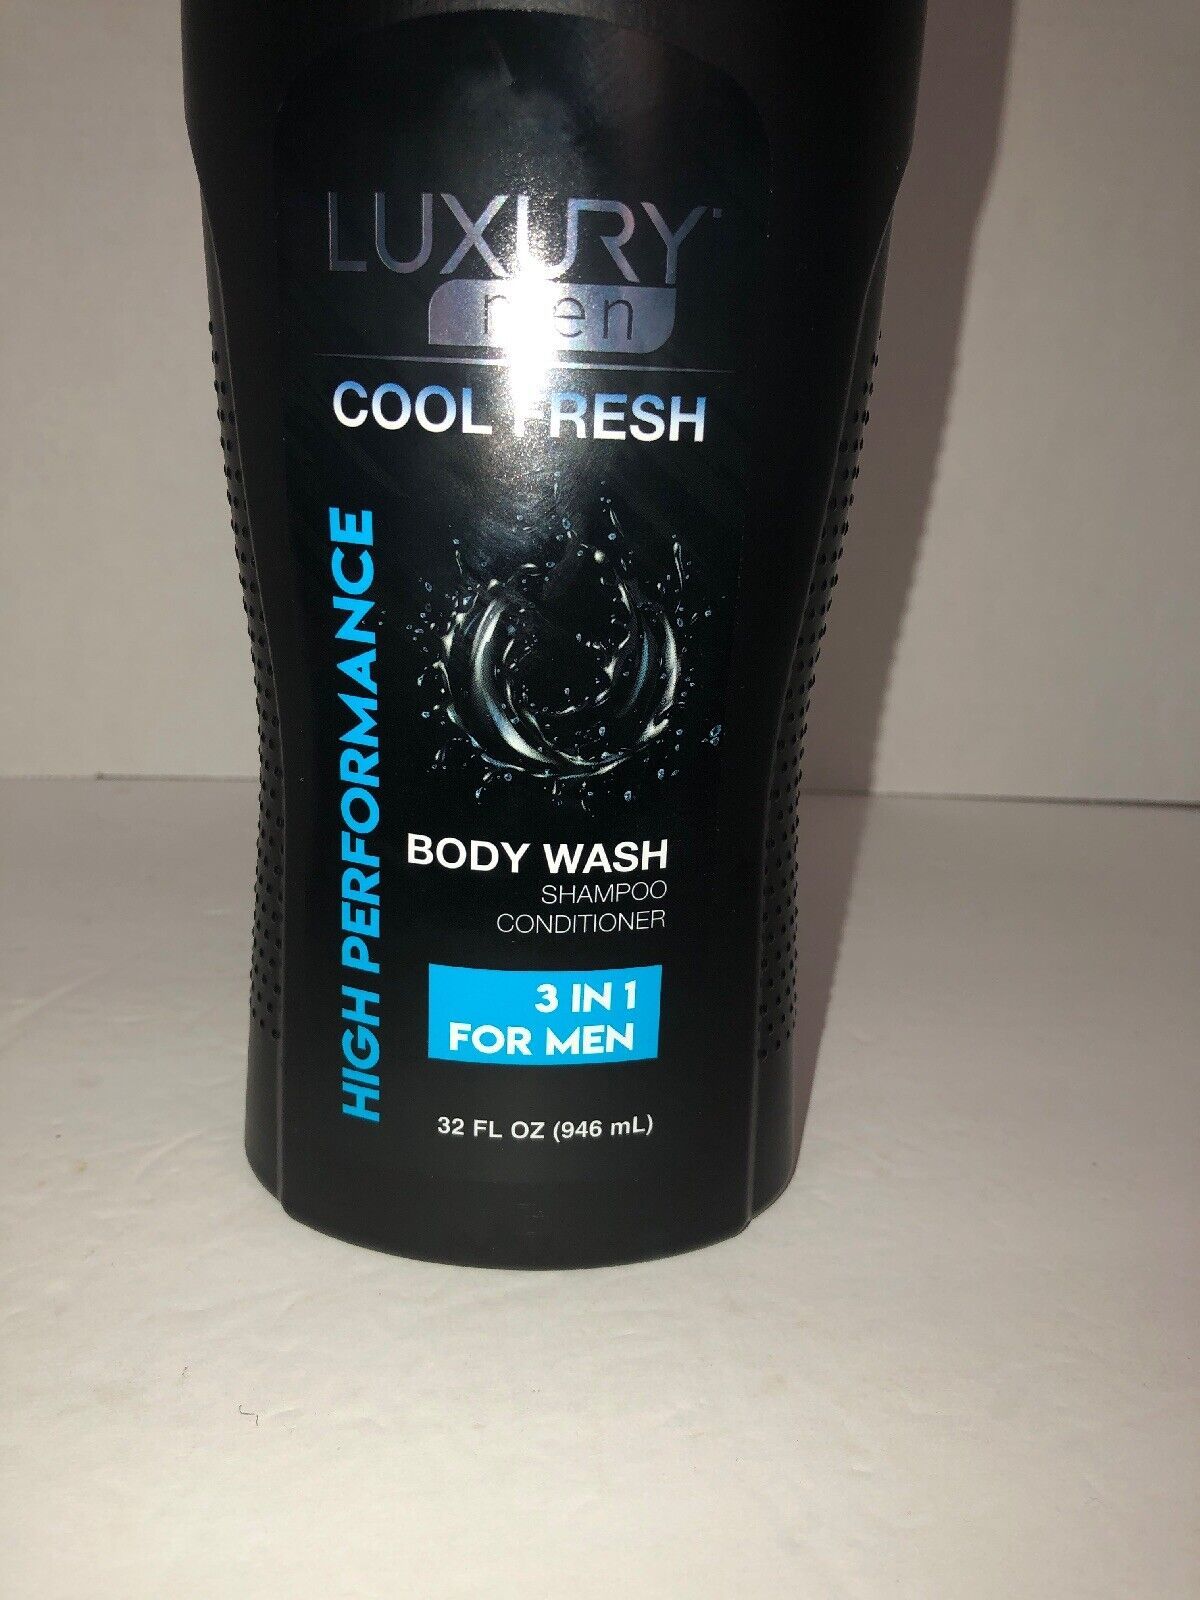 LUXURY
men
COOL FRESH
HIGH PERFORMANCE
BODY WASH
SHAMPOO
CONDITIONER
3 IN 1
FOR MEN
32 FL OZ (946 mL)